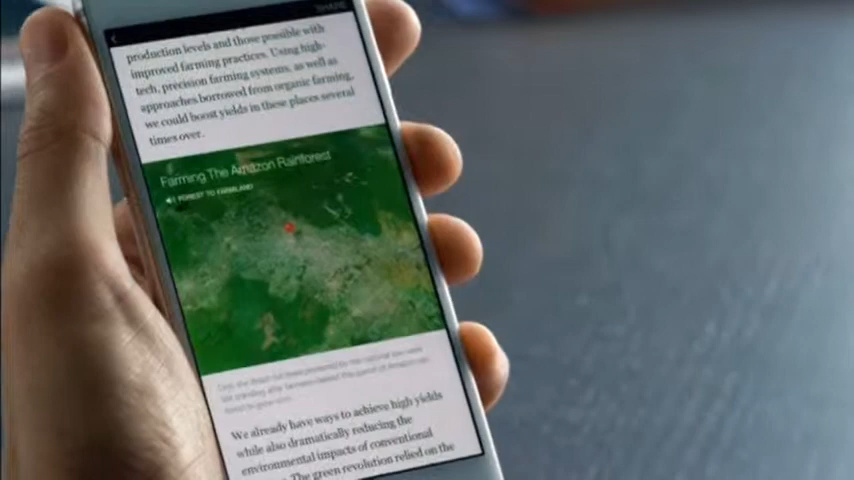 SHARE
production levels and those possible with
improved farming practices. Using high-
tech, precision farming systems, as well as
approaches borrowed from organic farming,
we could boost yields in these places several
times over.
Farming The Amazon Rainforest
FOREST TO FARMLAND
We already have ways to achieve high yields
while also dramatically reducing the
environmental impacts of conventional
The green revolution relied on the